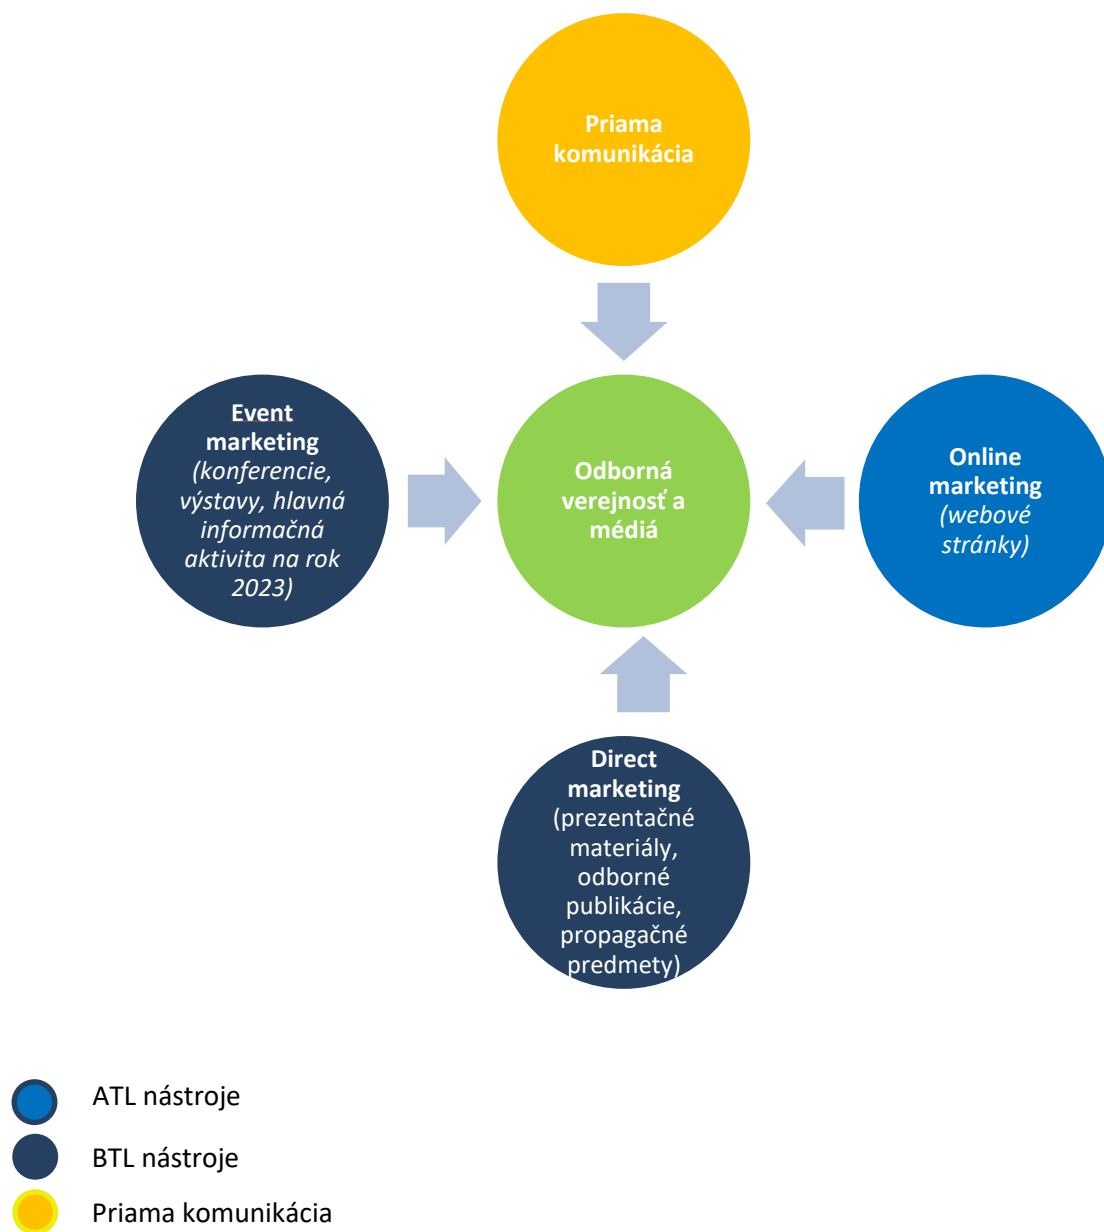 Priama
komunikácia
Event
marketing
(konferencie,
výstavy, hlavná
informačná
aktivita na rok
2023)
Odborná
verejnosť a
médiá
Online
marketing
(webové
stránky)
Direct
marketing
(prezentačné
materiály,
odborné
publikácie,
propagačné
predmety)
ATL nástroje
BTL nástroje
Priama komunikácia